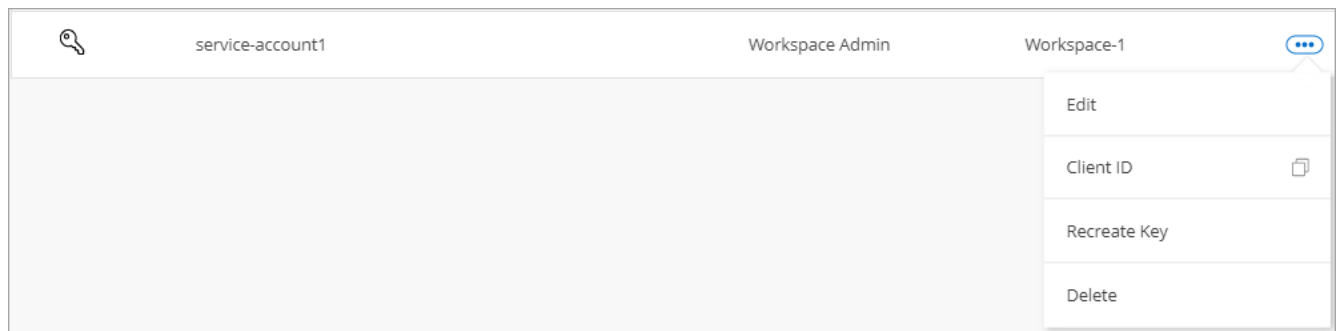 service-account1 Workspace Admin Workspace-1
Edit
Client ID
Recreate Key
Delete